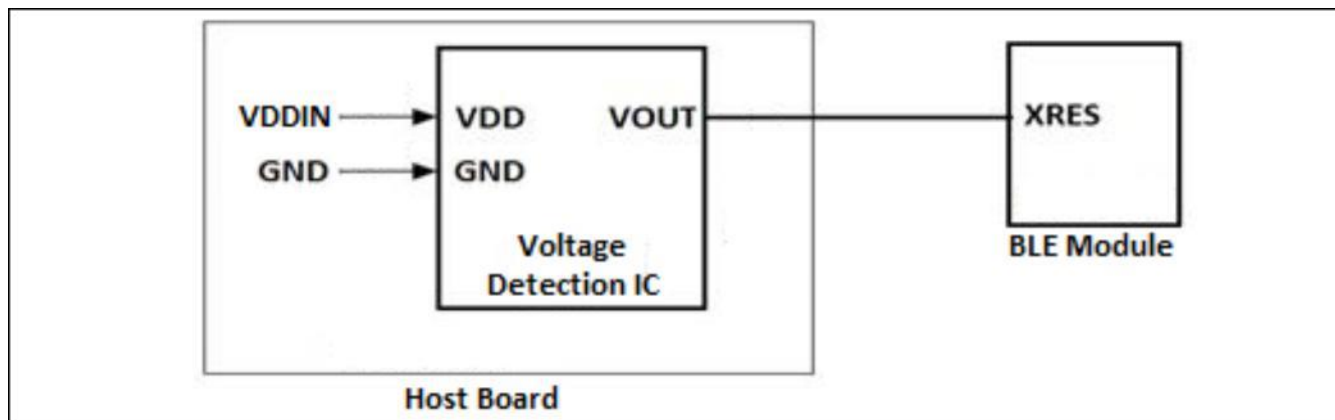 VDDIN VDD VOUT XRES
GND GND
Voltage
Detection IC
BLE Module
Host Board